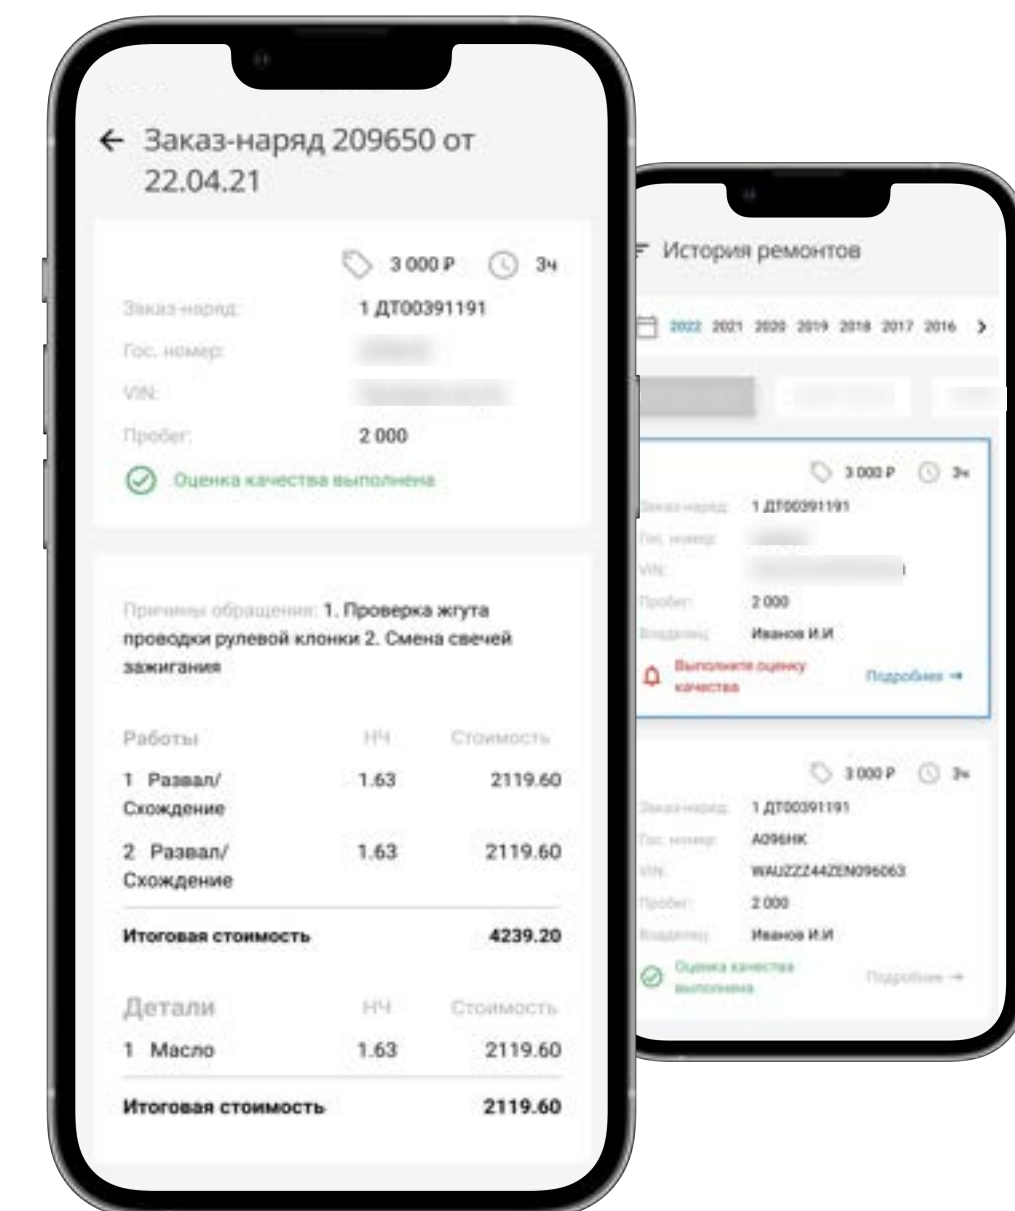 Заказ-наряд 209650 от
22.04.21
3 000 ₽ 3ч
Заказ-наряд: 1 ДТ00391191
Гос. номер:
VIN:
Пробег: 2 000
Оценка качества выполнена
Причины обращения: 1. Проверка жгута
проводки рулевой клонки 2. Смена свечей
зажигания
Работы НЧ Стоимость
1 Развал/ 1.63 2119.60
Схождение
2 Развал/ 1.63 2119.60
Схождение
Итоговая стоимость 4239.20
Детали НЧ Стоимость
1 Масло 1.63 2119.60
Итоговая стоимость 2119.60
История ремонтов
2022 2021 2020 2019 2018 2017 2016
3 000 ₽ 3ч
Заказ-наряд: 1 ДТ00391191
Гос. номер:
VIN:
Пробег: 2 000
Владелец: Иванов И.И
Выполните оценку
качества
Подробнее →
3 000 ₽ 3ч
Заказ-наряд: 1 ДТ00391191
Гос. номер: А096НК
VIN: WAUZZZ44ZEN096063
Пробег: 2 000
Владелец: Иванов И.И
Оценка качества
выполнена
Подробнее →